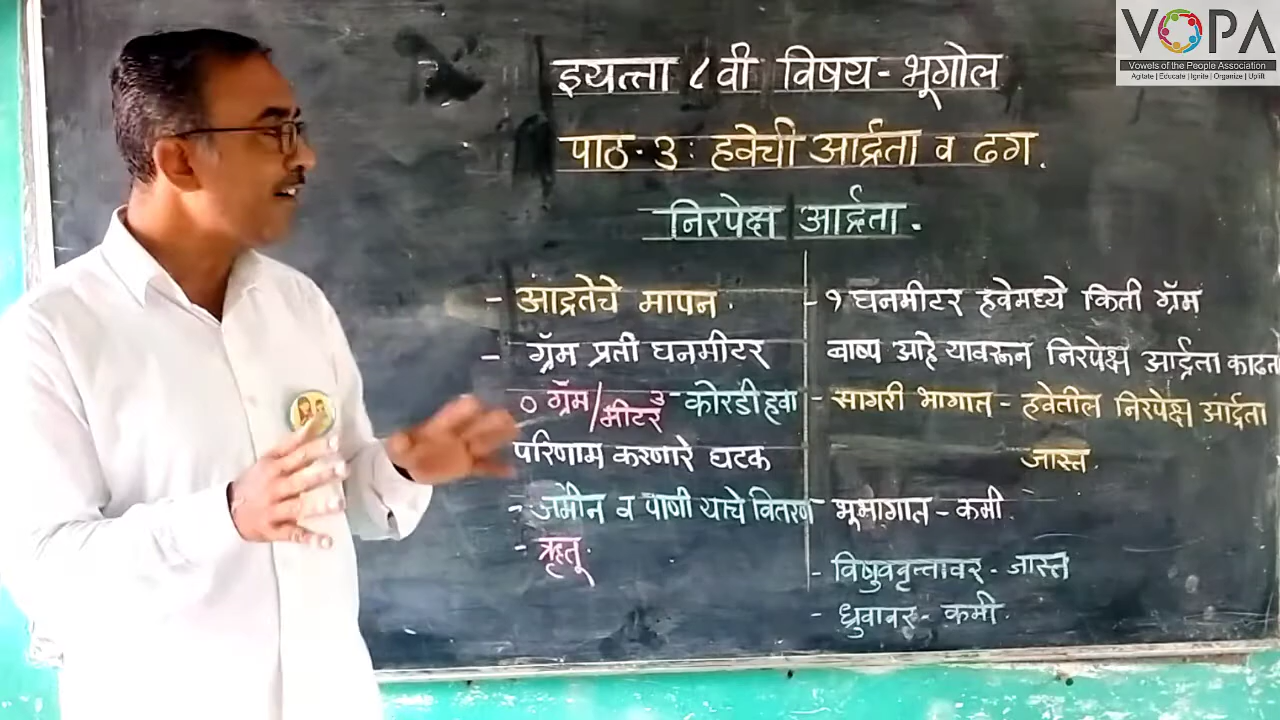 VOPA
Vowels of the People Association
Agitate | Educate | Ignite | Organize | Uplift
इयत्ता ८ वी विषय - भूगोल
पाठ - ३ : हवेची आर्द्रता व ढग.
निरपेक्ष आर्द्रता.
- आद्रतेचे मापन.
- ग्रॅम प्रती घनमीटर
० ग्रॅम/मीटर³ - कोरडी हवा
परिणाम करणारे घटक
- जमीन व पाणी याचे वितरण
- ऋतू.
- १ घनमीटर हवेमध्ये किती ग्रॅम
बाष्प आहे यावरून निरपेक्ष आर्द्रता काढत
- सागरी भागात - हवेतील निरपेक्ष आर्द्रता
जास्त.
भूभागात - कमी.
- विषुववृत्तावर - जास्त
- ध्रुवावर - कमी.